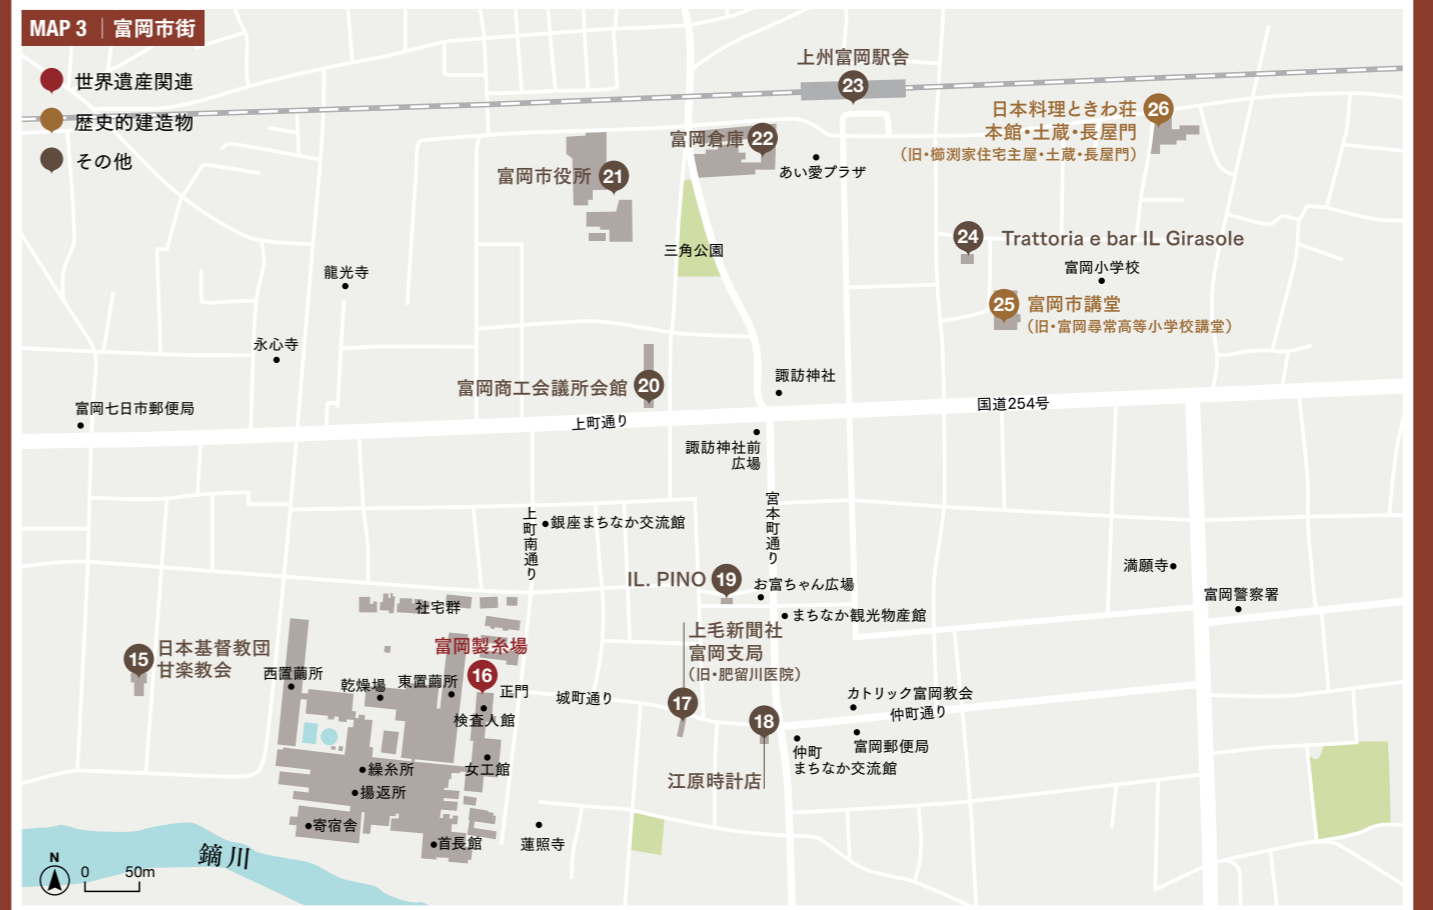 MAP 3 | 富岡市街
世界遺産関連
歴史的建造物
その他
上州富岡駅舎
23
日本料理ときわ荘
本館・土蔵・長屋門
（旧・櫛渕家住宅主屋・土蔵・長屋門）
26
富岡倉庫
22
あい愛プラザ
富岡市役所
21
三角公園
24
Trattoria e bar IL Girasole
富岡小学校
龍光寺
25
富岡市講堂
（旧・富岡尋常高等小学校講堂）
永心寺
富岡商工会議所会館
20
諏訪神社
富岡七日市郵便局
上町通り
国道254号
諏訪神社前
広場
上町南通り
銀座まちなか交流館
宮本町通り
満願寺
IL. PINO
19
お富ちゃん広場
富岡警察署
まちなか観光物産館
社宅群
富岡製糸場
16
上毛新聞社
富岡支局
（旧・肥留川医院）
17
15
日本基督教団
甘楽教会
西置繭所
乾燥場
東置繭所
正門
城町通り
検査人館
18
カトリック富岡教会
仲町通り
富岡郵便局
仲町
まちなか交流館
江原時計店
繰糸所
女工館
揚返所
寄宿舎
首長館
蓮照寺
鏑川
N
0
50m